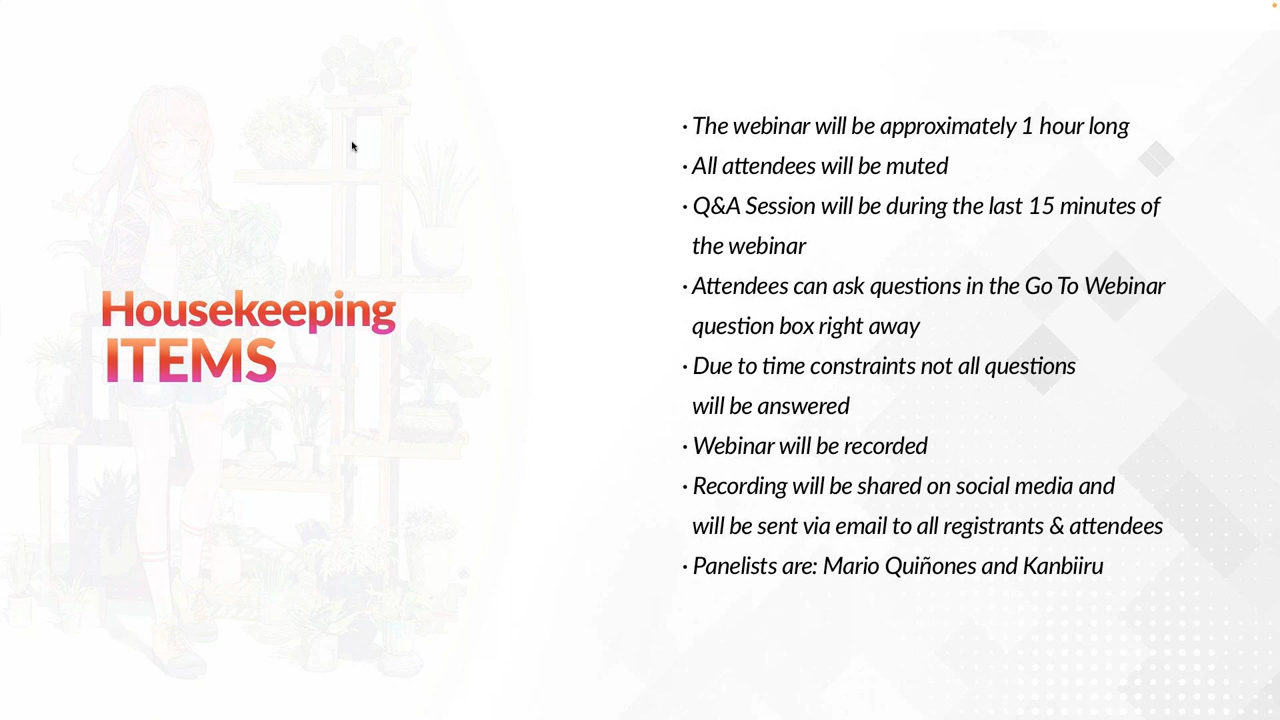 Housekeeping
ITEMS
· The webinar will be approximately 1 hour long
· All attendees will be muted
· Q&A Session will be during the last 15 minutes of
the webinar
· Attendees can ask questions in the Go To Webinar
question box right away
· Due to time constraints not all questions
will be answered
· Webinar will be recorded
· Recording will be shared on social media and
will be sent via email to all registrants & attendees
· Panelists are: Mario Quiñones and Kanbiiru